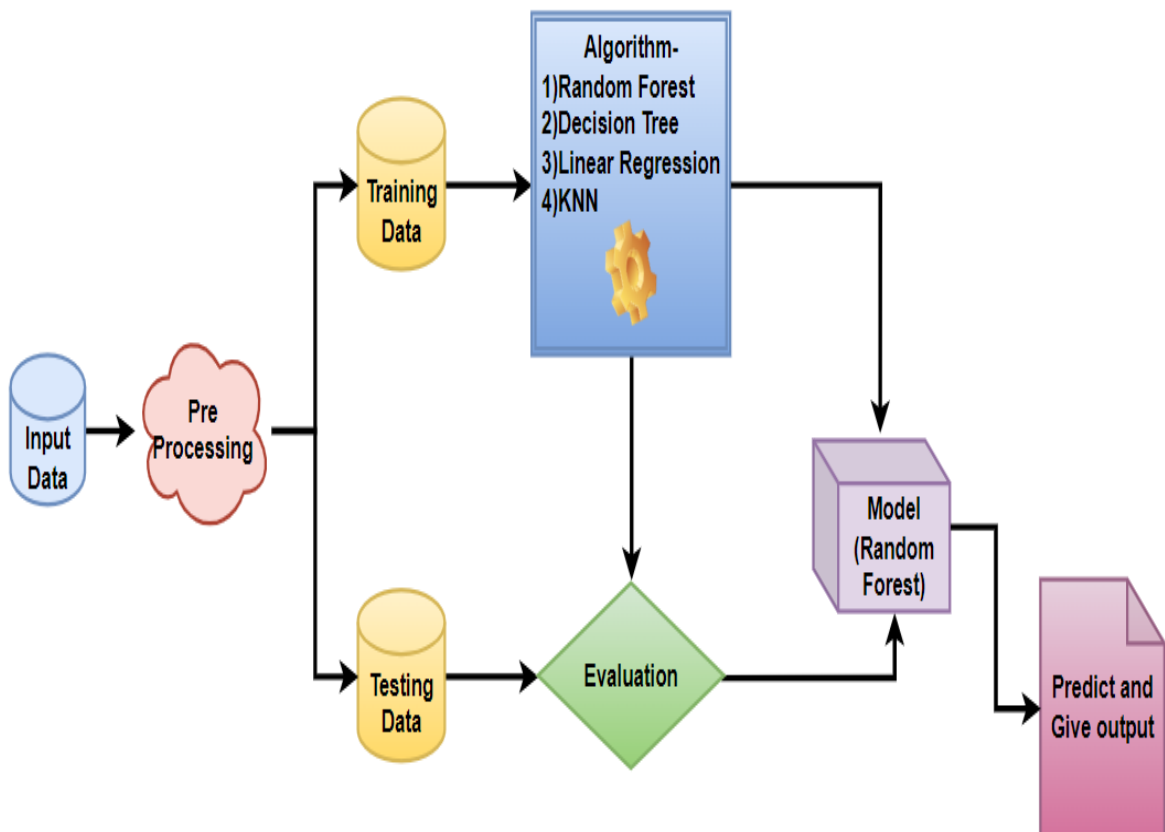 Input
Data
Pre
Processing
Training
Data
Testing
Data
Algorithm-
1)Random Forest
2)Decision Tree
3)Linear Regression
4)KNN
Evaluation
Model
(Random
Forest)
Predict and
Give output